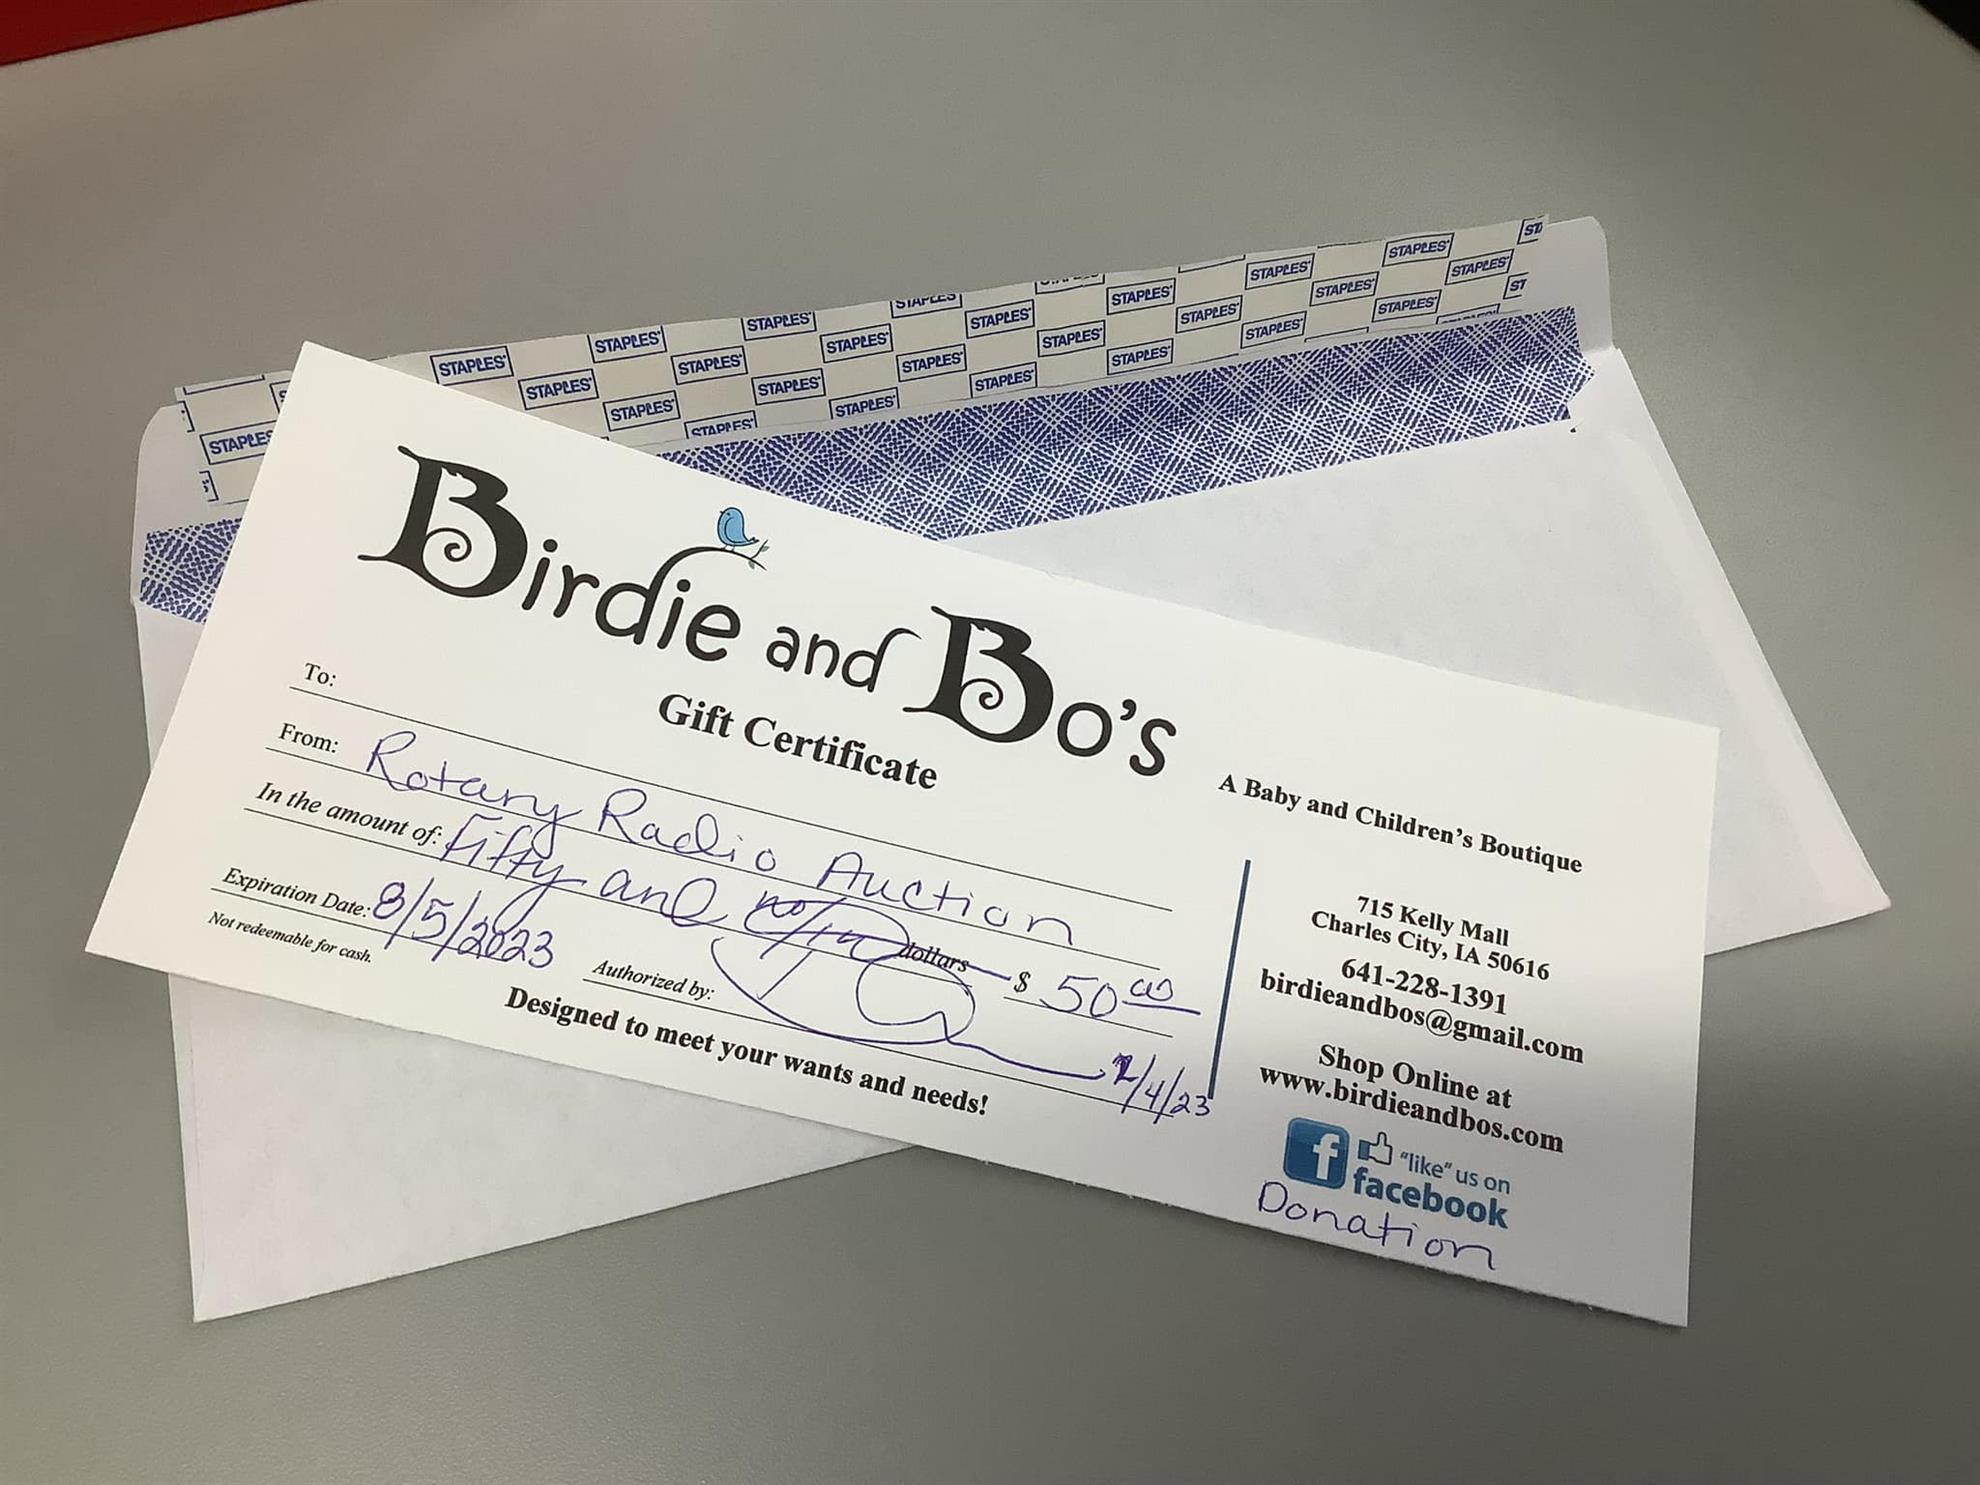 STAPLES
Birdie and Bo's
Gift Certificate
A Baby and Children's Boutique
To:
From: Rotary Radio Auction
In the amount of: Fifty and no/100 dollars $ 50 00
Expiration Date: 8/5/2023
Not redeemable for cash.
Authorized by:
/4/23
Designed to meet your wants and needs!
715 Kelly Mall
Charles City, IA 50616
641-228-1391
birdieandbos@gmail.com
Shop Online at
www.birdieandbos.com
f "like" us on
facebook
Donation